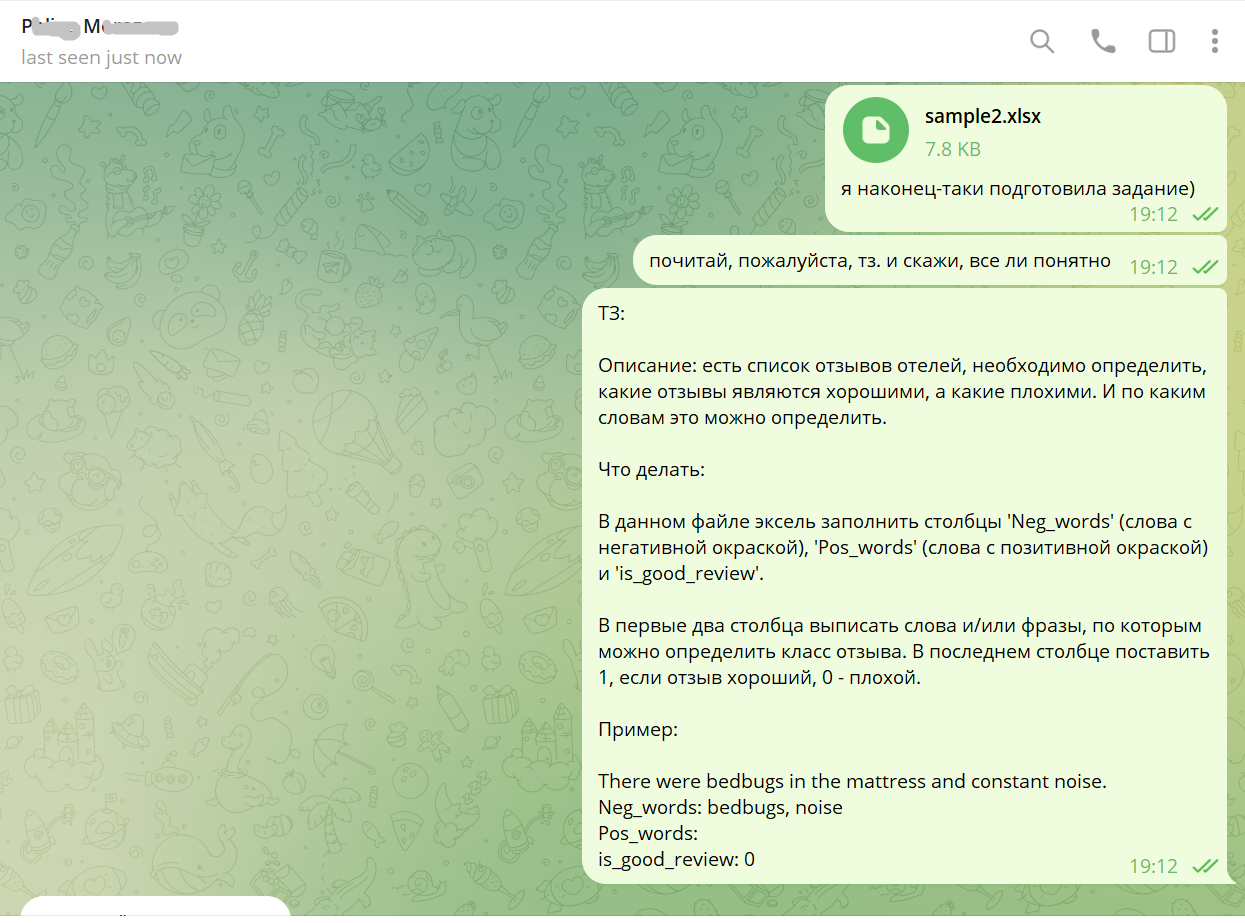 last seen just now
sample2.xlsx
7.8 KB
я наконец-таки подготовила задание)
19:12
почитай, пожалуйста, тз. и скажи, все ли понятно
19:12
ТЗ:
Описание: есть список отзывов отелей, необходимо определить,
какие отзывы являются хорошими, а какие плохими. И по каким
словам это можно определить.
Что делать:
В данном файле эксель заполнить столбцы 'Neg_words' (слова с
негативной окраской), 'Pos_words' (слова с позитивной окраской)
и 'is_good_review'.
В первые два столбца выписать слова и/или фразы, по которым
можно определить класс отзыва. В последнем столбце поставить
1, если отзыв хороший, 0 - плохой.
Пример:
There were bedbugs in the mattress and constant noise.
Neg_words: bedbugs, noise
Pos_words:
is_good_review: 0
19:12